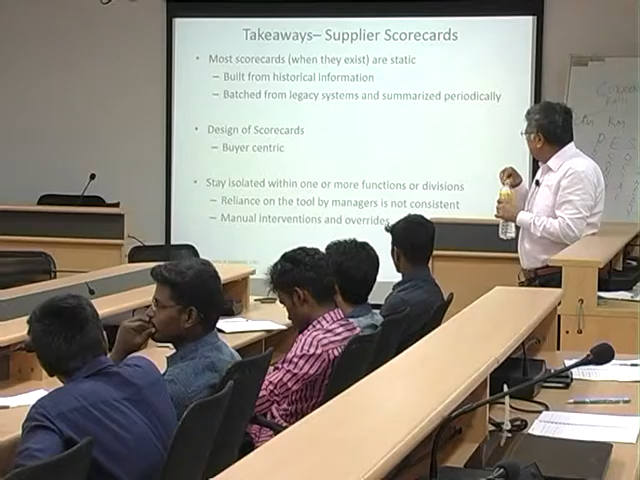 Takeaways– Supplier Scorecards
• Most scorecards (when they exist) are static
– Built from historical information
– Batched from legacy systems and summarized periodically
• Design of Scorecards
– Buyer centric
• Stay isolated within one or more functions or divisions
– Reliance on the tool by managers is not consistent
– Manual interventions and overrides